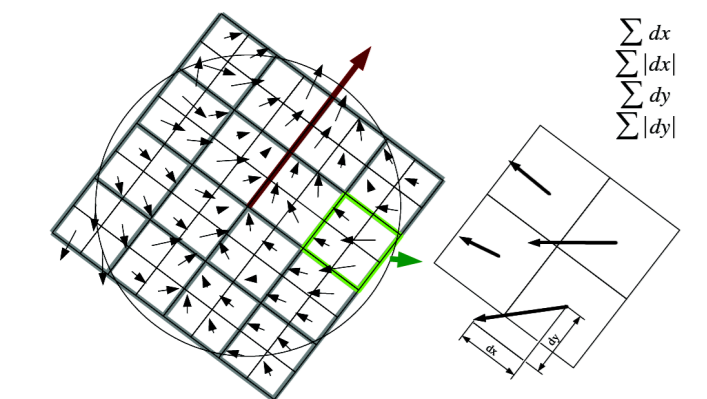 ∑ dx
∑ |dx|
∑ dy
∑ |dy|
dx
dy